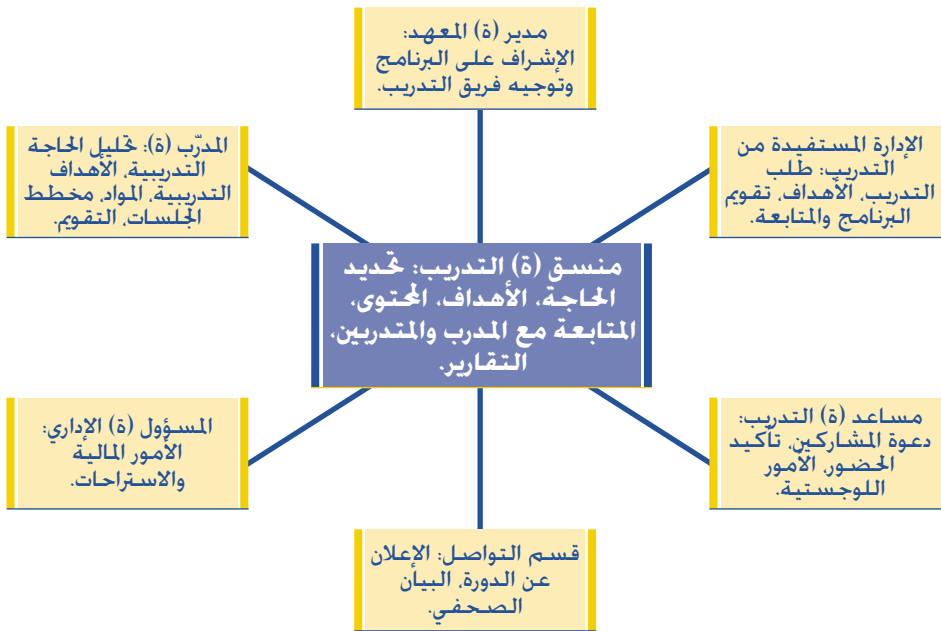 مدير (ة) المعهد:
الإشراف على البرنامج
وتوجيه فريق التدريب.
الإدارة المستفيدة من
التدريب: طلب
التدريب، الأهداف، تقويم
البرنامج والمتابعة.
المدرّب (ة): تحليل الحاجة
التدريبية، الأهداف
التدريبية، المواد، مخطط
الجلسات، التقويم.
منسق (ة) التدريب: تحديد
الحاجة، الأهداف، المحتوى،
المتابعة مع المدرب والمتدربين،
التقارير.
مساعد (ة) التدريب:
دعوة المشاركين، تأكيد
الحضور، الأمور
اللوجستية.
المسؤول (ة) الإداري:
الأمور المالية
والاستراحات.
قسم التواصل: الإعلان
عن الدورة، البيان
الصحفي.